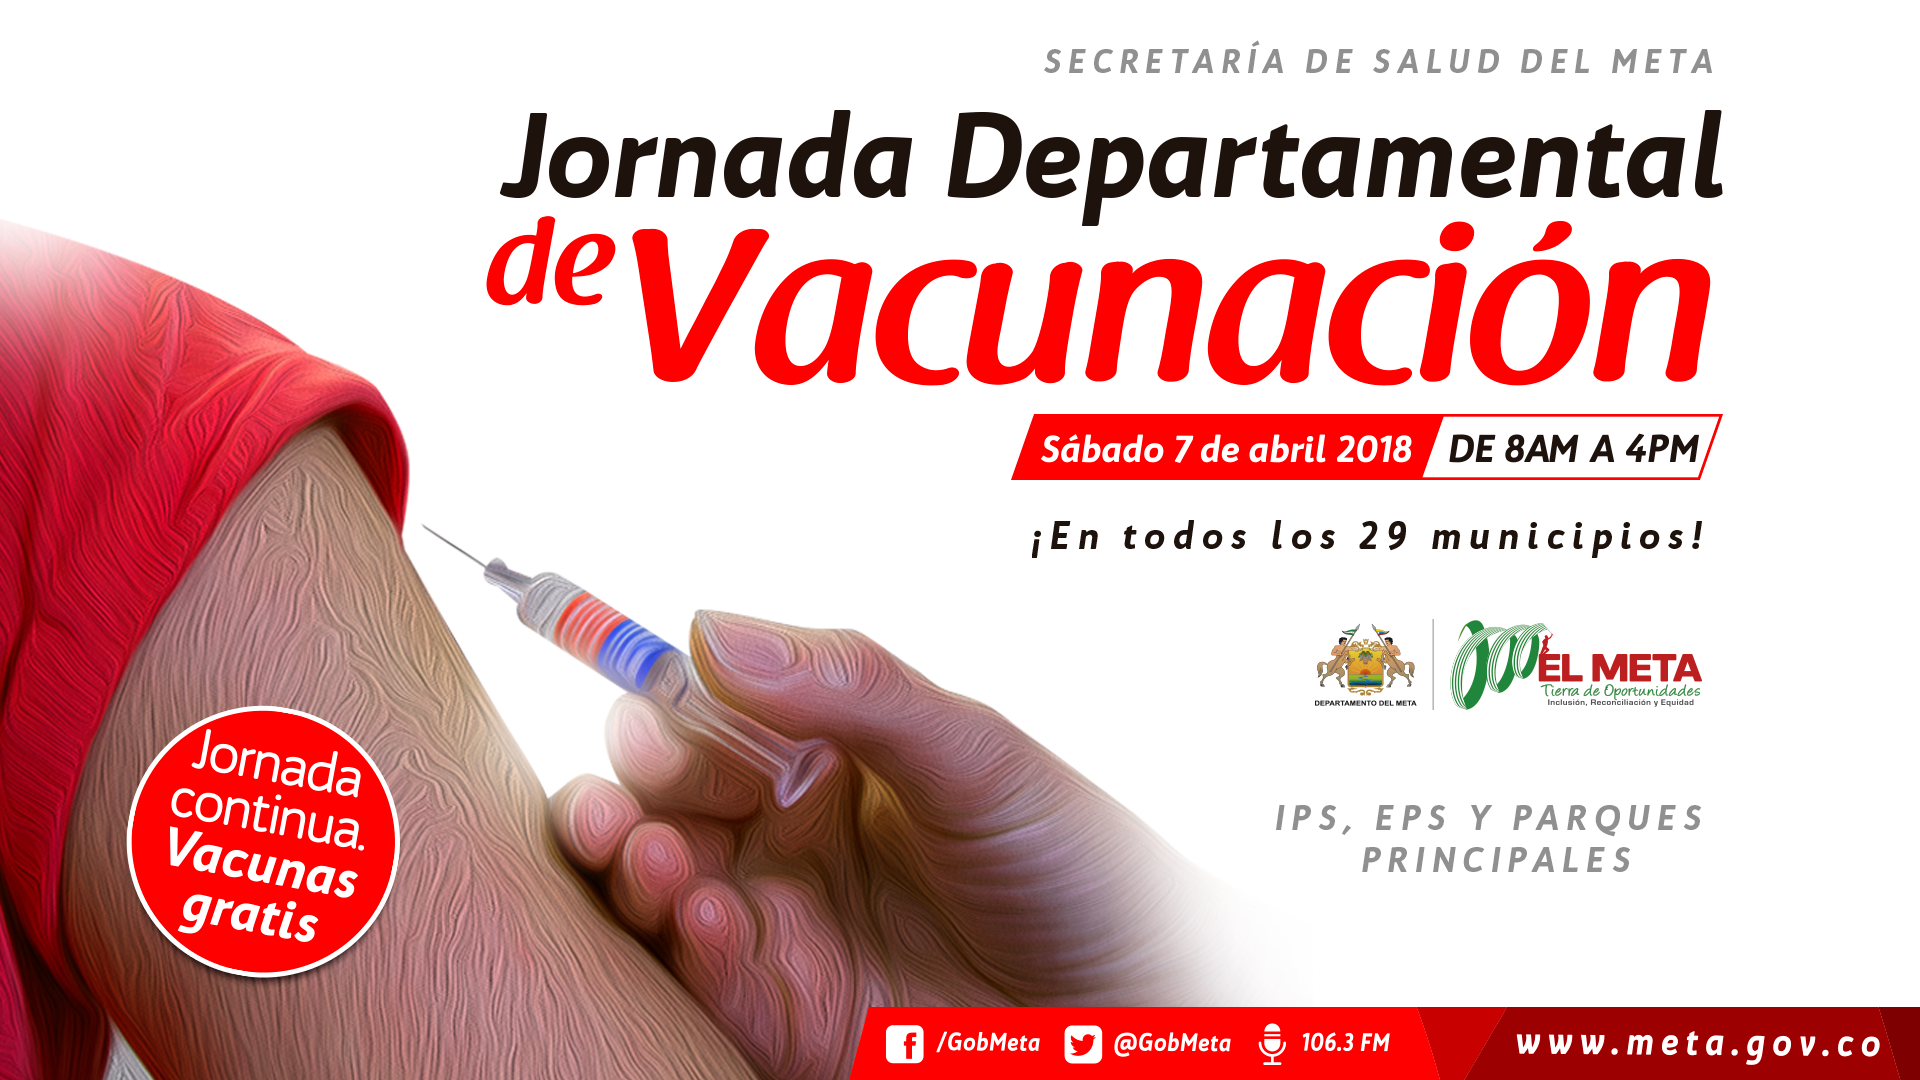 SECRETARÍA DE SALUD DEL META
Jornada Departamental
de Vacunación
Sábado 7 de abril 2018 DE 8AM A 4PM
¡En todos los 29 municipios!
DEPARTAMENTO DEL META
EL META
Tierra de Oportunidades
Inclusión, Reconciliación y Equidad
Jornada
continua.
Vacunas
gratis
IPS, EPS Y PARQUES
PRINCIPALES
/GobMeta @GobMeta 106.3 FM www.meta.gov.co